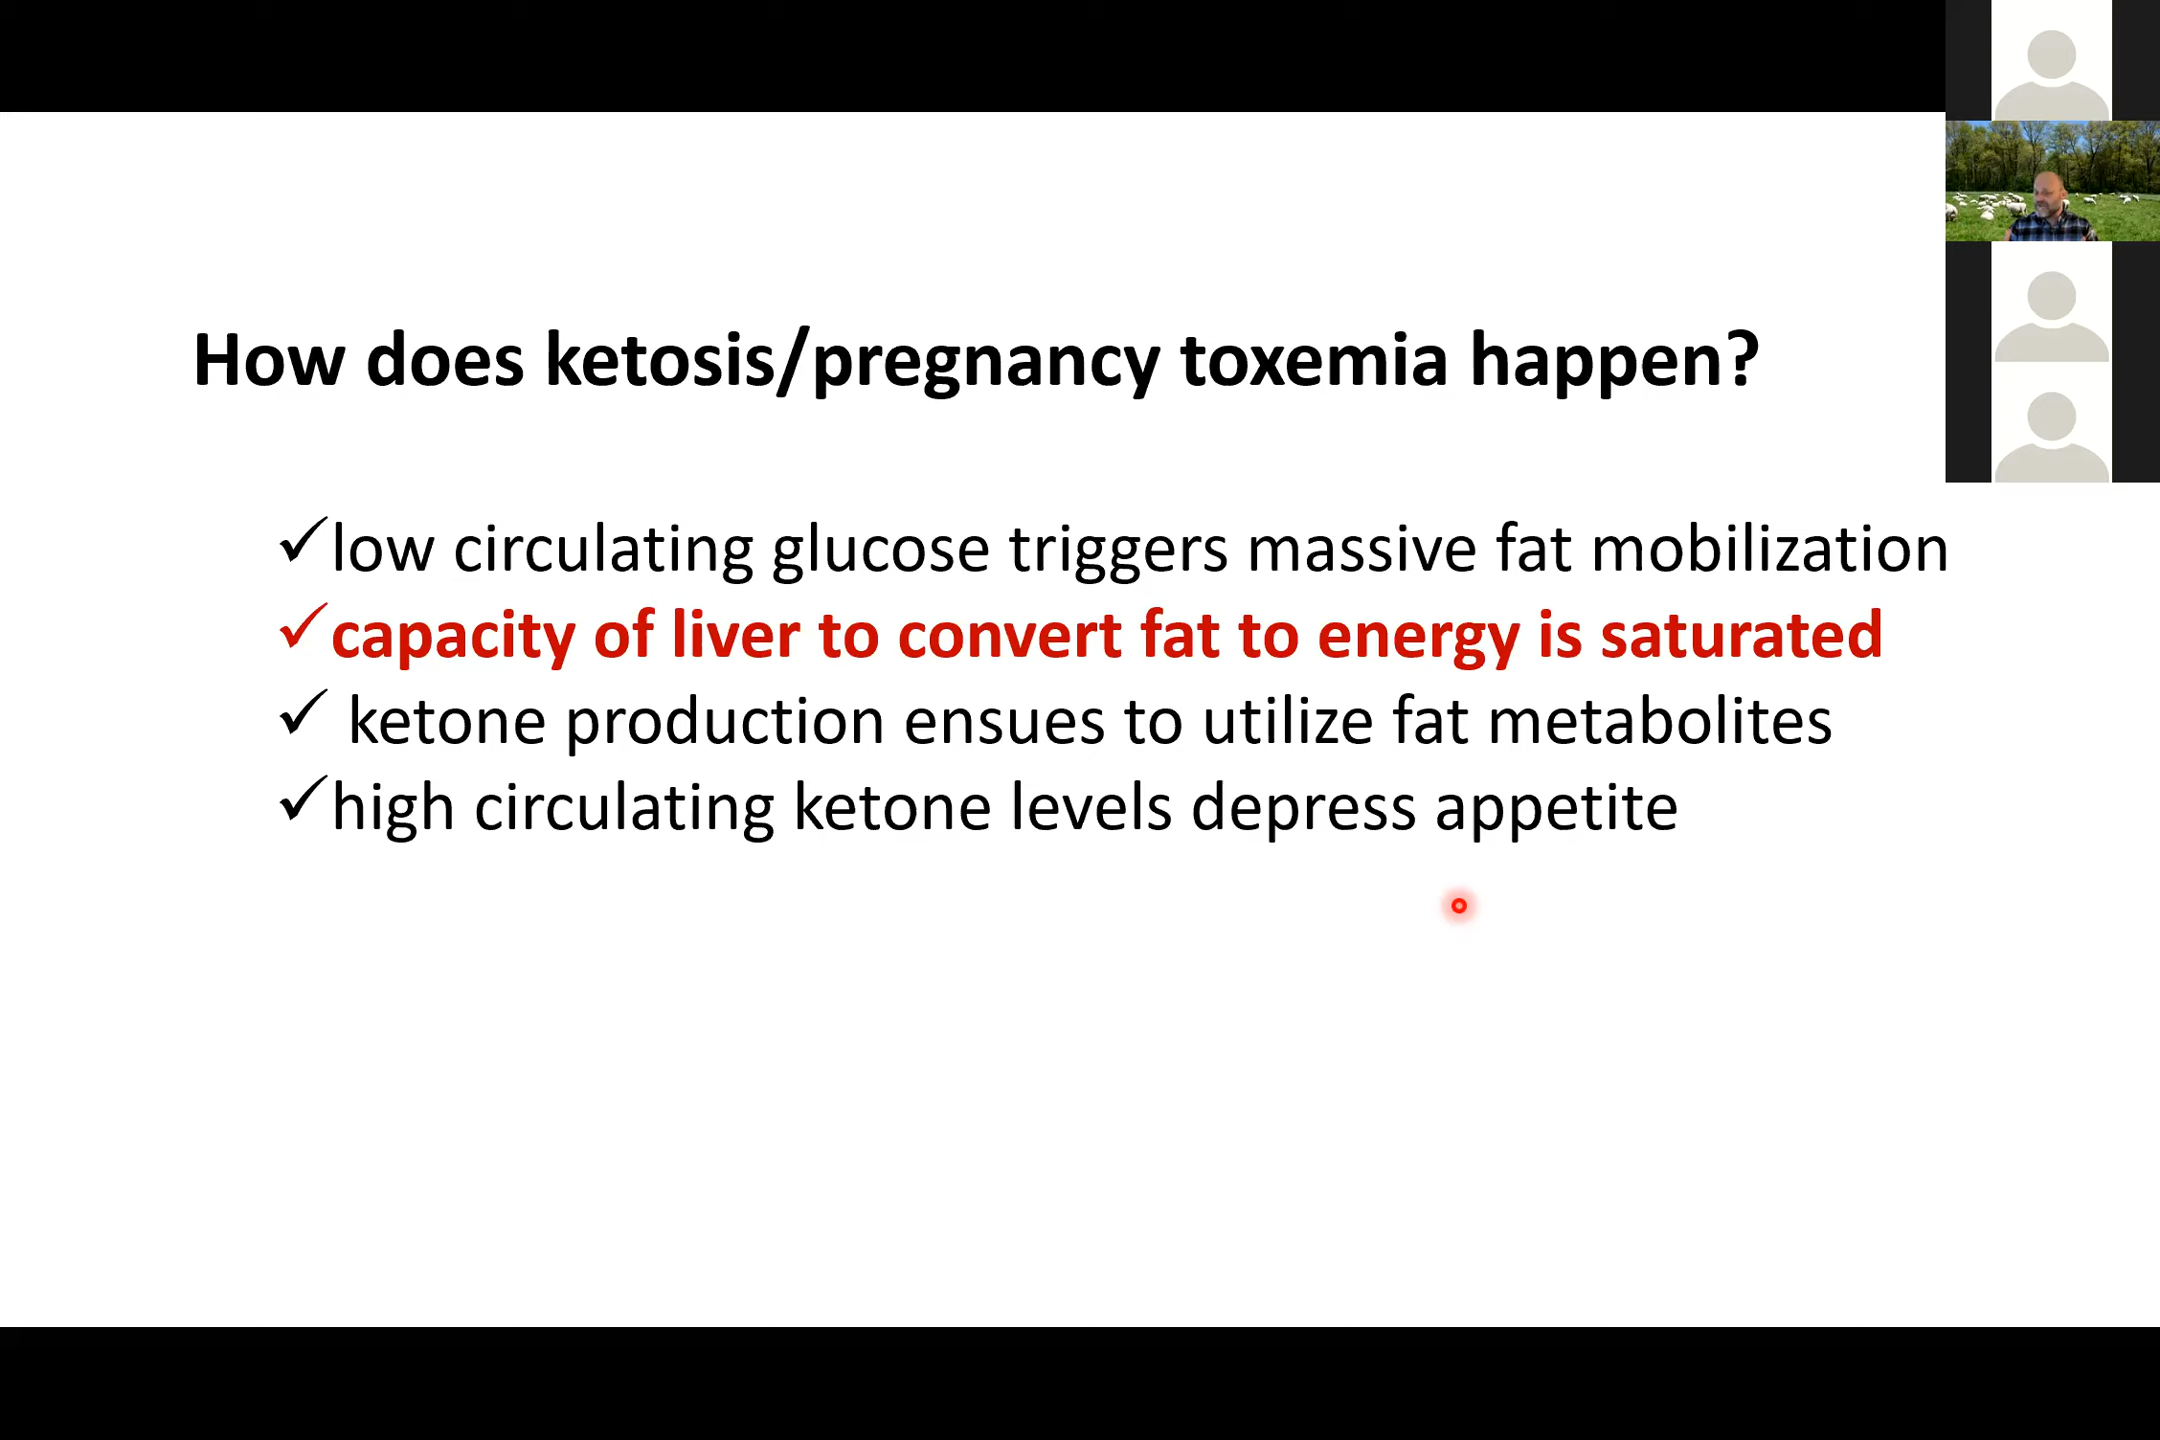 How does ketosis/pregnancy toxemia happen?
✓low circulating glucose triggers massive fat mobilization
✓capacity of liver to convert fat to energy is saturated
✓ ketone production ensues to utilize fat metabolites
✓high circulating ketone levels depress appetite